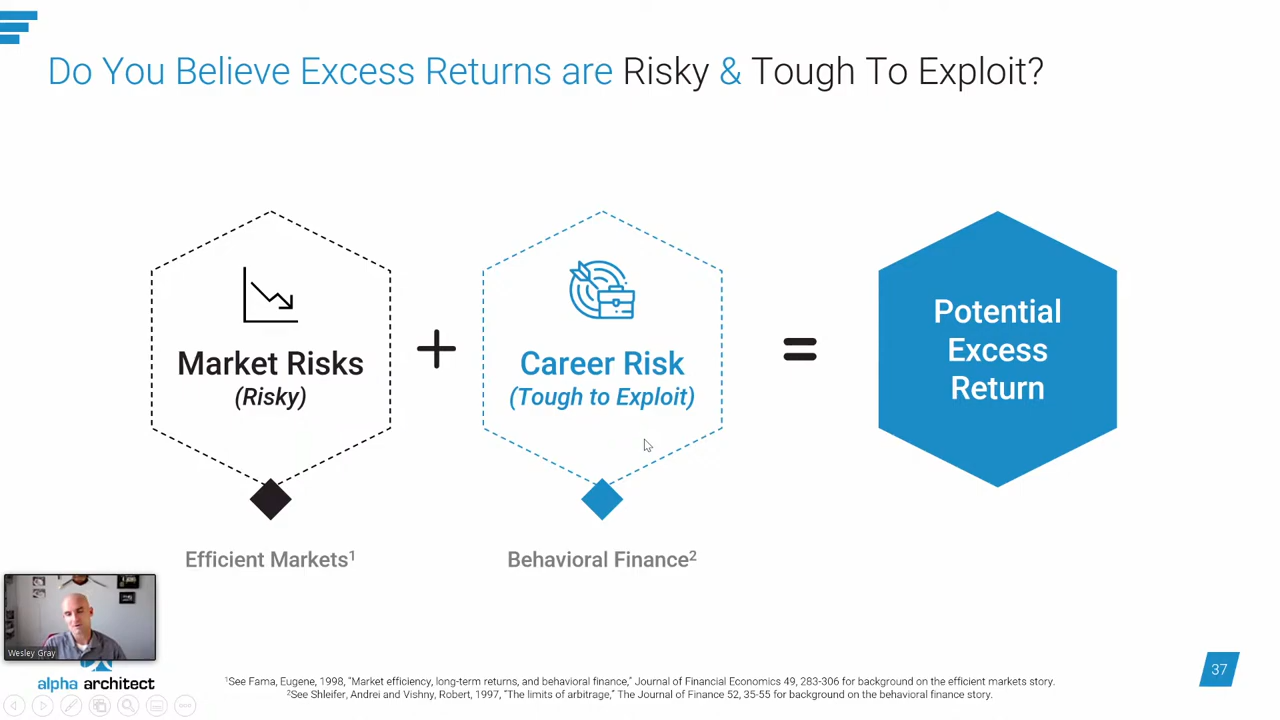 Do You Believe Excess Returns are Risky & Tough To Exploit?
Market Risks
(Risky)
+
Career Risk
(Tough to Exploit)
=
Potential
Excess
Return
Efficient Markets¹
Behavioral Finance²
Wesley Gray
alpha architect
¹See Fama, Eugene, 1998, "Market efficiency, long-term returns, and behavioral finance," Journal of Financial Economics 49, 283-306 for background on the efficient markets story.
²See Shleifer, Andrei and Vishny, Robert, 1997, "The limits of arbitrage," The Journal of Finance 52, 35-55 for background on the behavioral finance story.
37